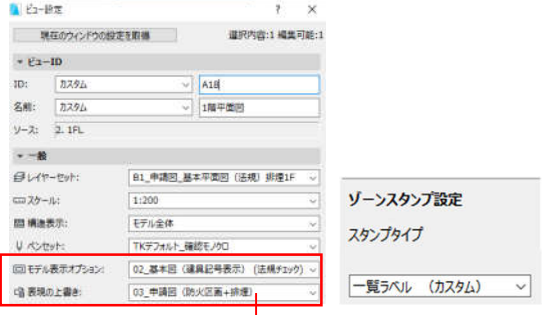 ビュー設定
? ×
現在のウィンドウの設定を取得
選択内容:1 編集可能:1
ビューID
ID: カスタム A18
名前: カスタム 1階平面図
ソース: 2. 1FL
一般
レイヤーセット: B1_申請図_基本平面図（法規）排煙1F
スケール: 1:200
構造表示: モデル全体
ペンセット: TKデフォルト_確認モノクロ
モデル表示オプション: 02_基本図（建具記号表示）（法規チェック）
表現の上書き: 03_申請図（防火区画+排煙）
ゾーンスタンプ設定
スタンプタイプ
一覧ラベル （カスタム）